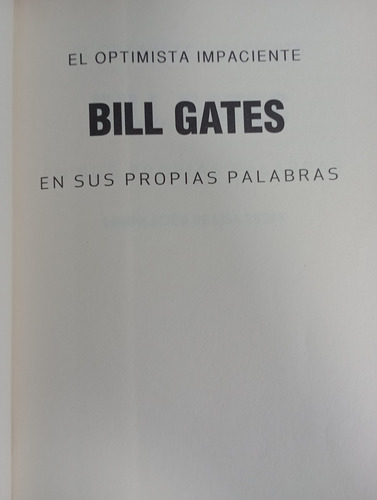 EL OPTIMISTA IMPACIENTE
BILL GATES
EN SUS PROPIAS PALABRAS